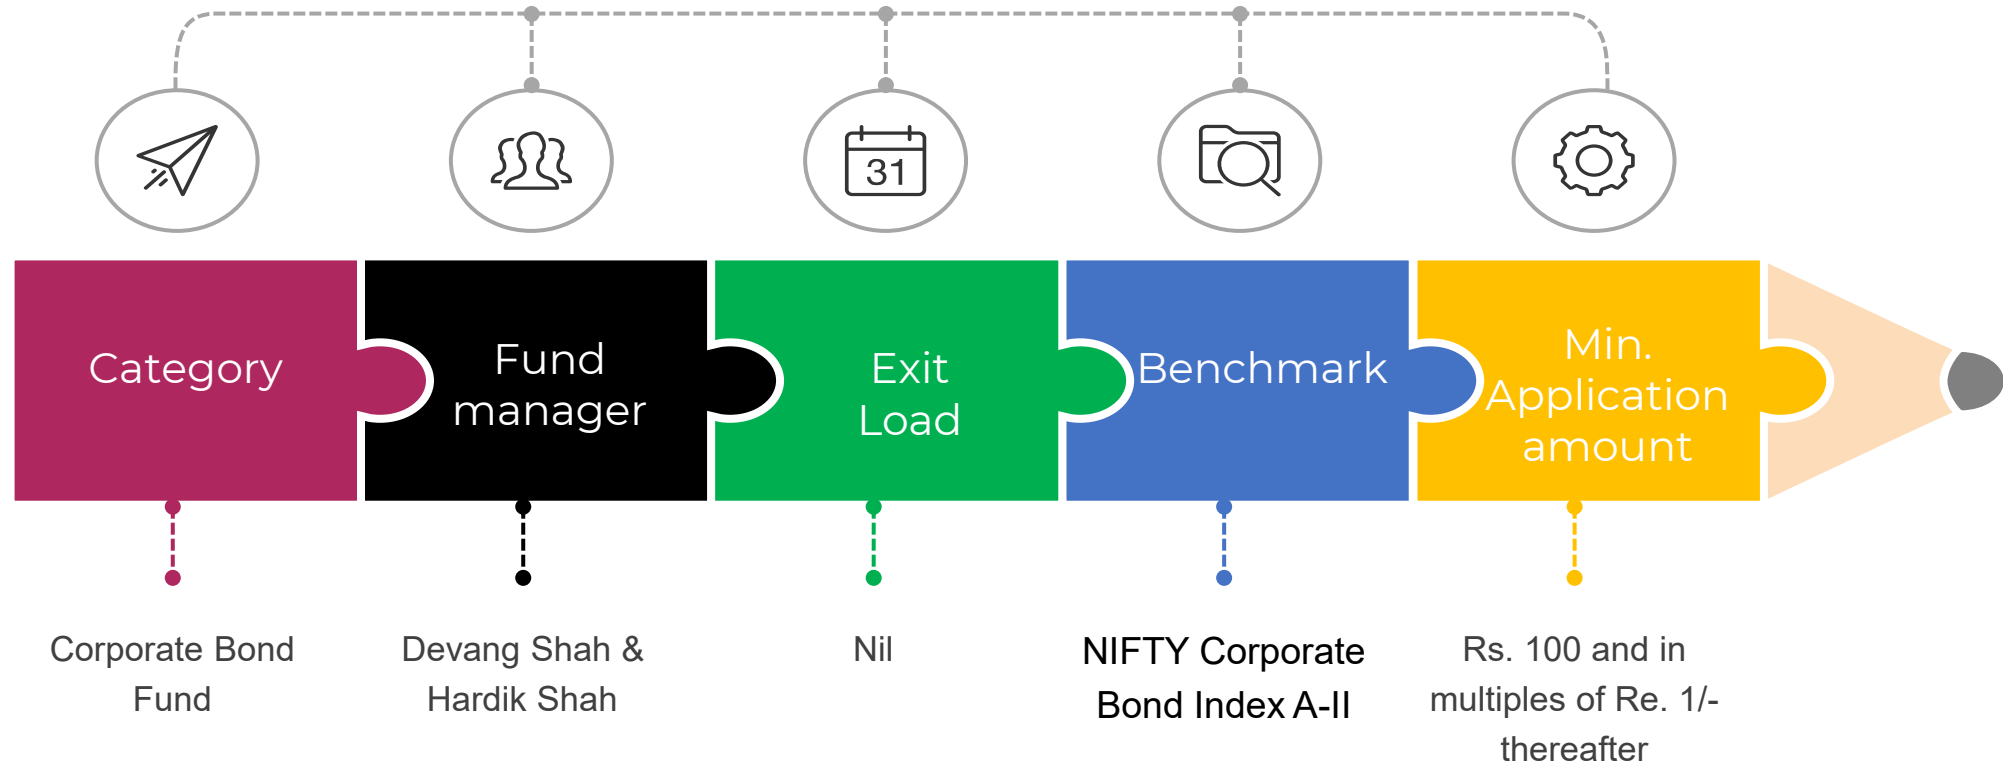 31
Category
Fund
manager
Exit
Load
Benchmark
Min.
Application
amount
Corporate Bond
Fund
Devang Shah &
Hardik Shah
Nil
NIFTY Corporate
Bond Index A-II
Rs. 100 and in
multiples of Re. 1/-
thereafter